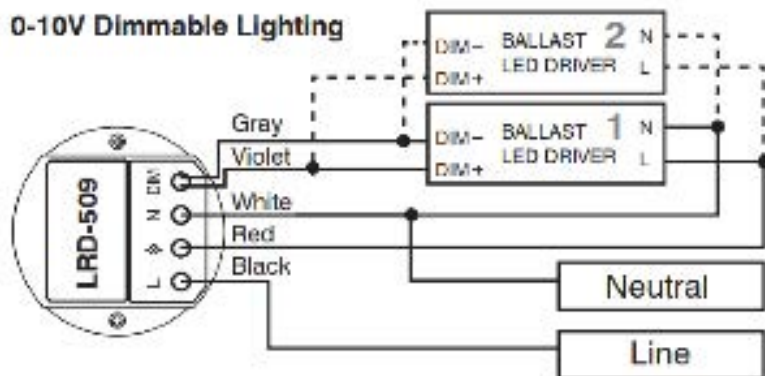 0-10V Dimmable Lighting
DIM- BALLAST 2 N
DIM+ LED DRIVER L
DIM- BALLAST 1 N
DIM+ LED DRIVER L
Gray
Violet
White
Red
Black
LRD-509
DIM
N
L
Neutral
Line